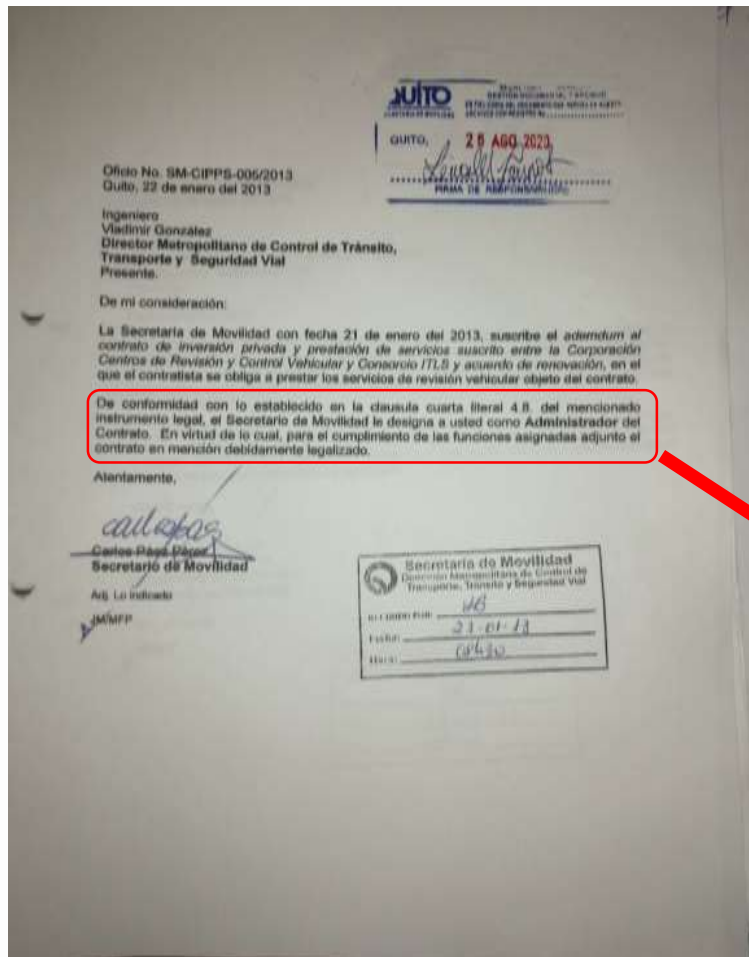 QUITO
QUITO, 25 AGO 2023
FIRMA DE RESPONSABILIDAD
Oficio No. SM-CIPPS-005/2013
Quito, 22 de enero del 2013
Ingeniero
Vladimir González
Director Metropolitano de Control de Tránsito,
Transporte y Seguridad Vial
Presente.
De mi consideración:
La Secretaría de Movilidad con fecha 21 de enero del 2013, suscribe el ademdum al
contrato de inversión privada y prestación de servicios suscrito entre la Corporación
Centros de Revisión y Control Vehicular y Consorcio ITLS y acuerdo de renovación, en el
que el contratista se obliga a prestar los servicios de revisión vehicular objeto del contrato.
De conformidad con lo establecido en la clausula cuarta literal 4.8. del mencionado
instrumento legal, el Secretario de Movilidad le designa a usted como Administrador del
Contrato. En virtud de lo cual, para el cumplimiento de las funciones asignadas adjunto el
contrato en mención debidamente legalizado.
Atentamente,
Carlos Páez Pérez
Secretario de Movilidad
Adj. Lo indicado
JM/MFP
Secretaría de Movilidad
Dirección Metropolitana de Control de
Transporte, Tránsito y Seguridad Vial
Fecha:
Hora: